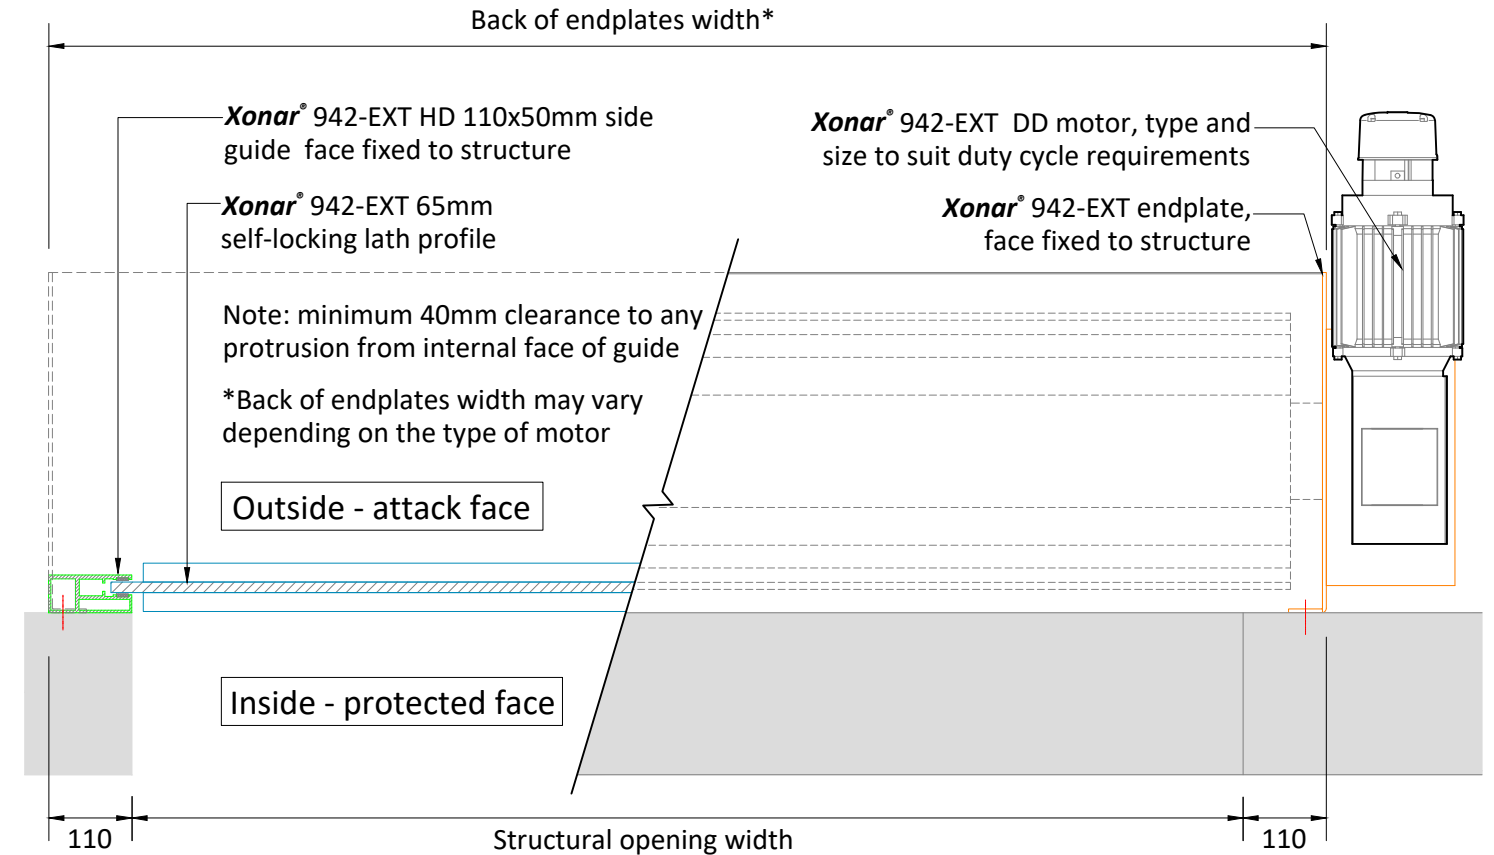 Back of endplates width*
Xonar® 942-EXT HD 110x50mm side
guide face fixed to structure
Xonar® 942-EXT DD motor, type and
size to suit duty cycle requirements
Xonar® 942-EXT 65mm
self-locking lath profile
Xonar® 942-EXT endplate,
face fixed to structure
Note: minimum 40mm clearance to any
protrusion from internal face of guide
*Back of endplates width may vary
depending on the type of motor
Outside - attack face
Inside - protected face
110
Structural opening width
110